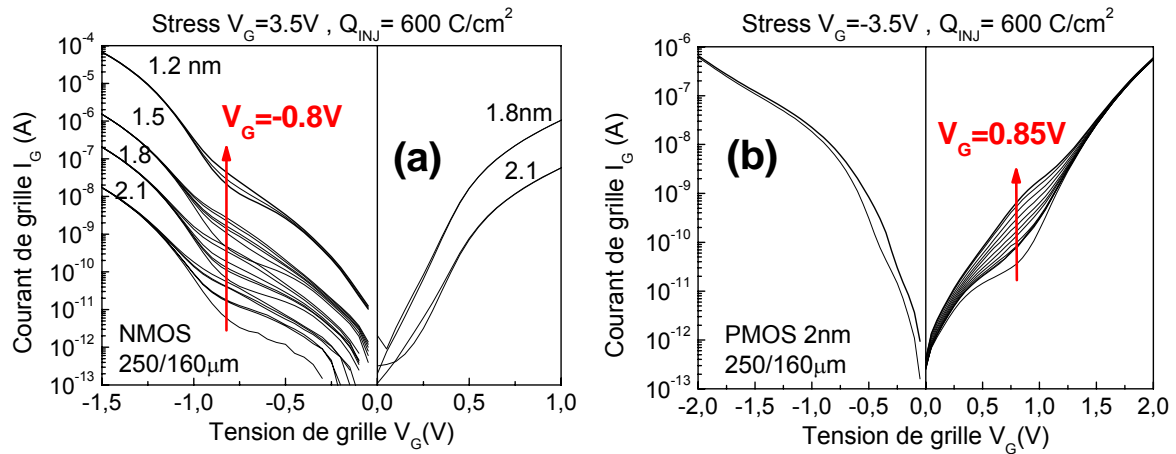 Stress V_G=3.5V , Q_INJ= 600 C/cm²
10⁻⁴
10⁻⁵
10⁻⁶
10⁻⁷
10⁻⁸
10⁻⁹
10⁻¹⁰
10⁻¹¹
10⁻¹²
10⁻¹³
Courant de grille I_G (A)
1.2 nm
1.5
1.8
2.1
V_G=-0.8V
(a)
1.8nm
2.1
NMOS
250/160μm
-1,5 -1,0 -0,5 0,0 0,5 1,0
Tension de grille V_G(V)
Stress V_G=-3.5V , Q_INJ= 600 C/cm²
10⁻⁵
10⁻⁶
10⁻⁷
10⁻⁸
10⁻⁹
10⁻¹⁰
10⁻¹¹
10⁻¹²
10⁻¹³
Courant de grille I_G (A)
(b)
V_G=0.85V
PMOS 2nm
250/160μm
-2,0 -1,5 -1,0 -0,5 0,0 0,5 1,0 1,5 2,0
Tension de grille V_G(V)